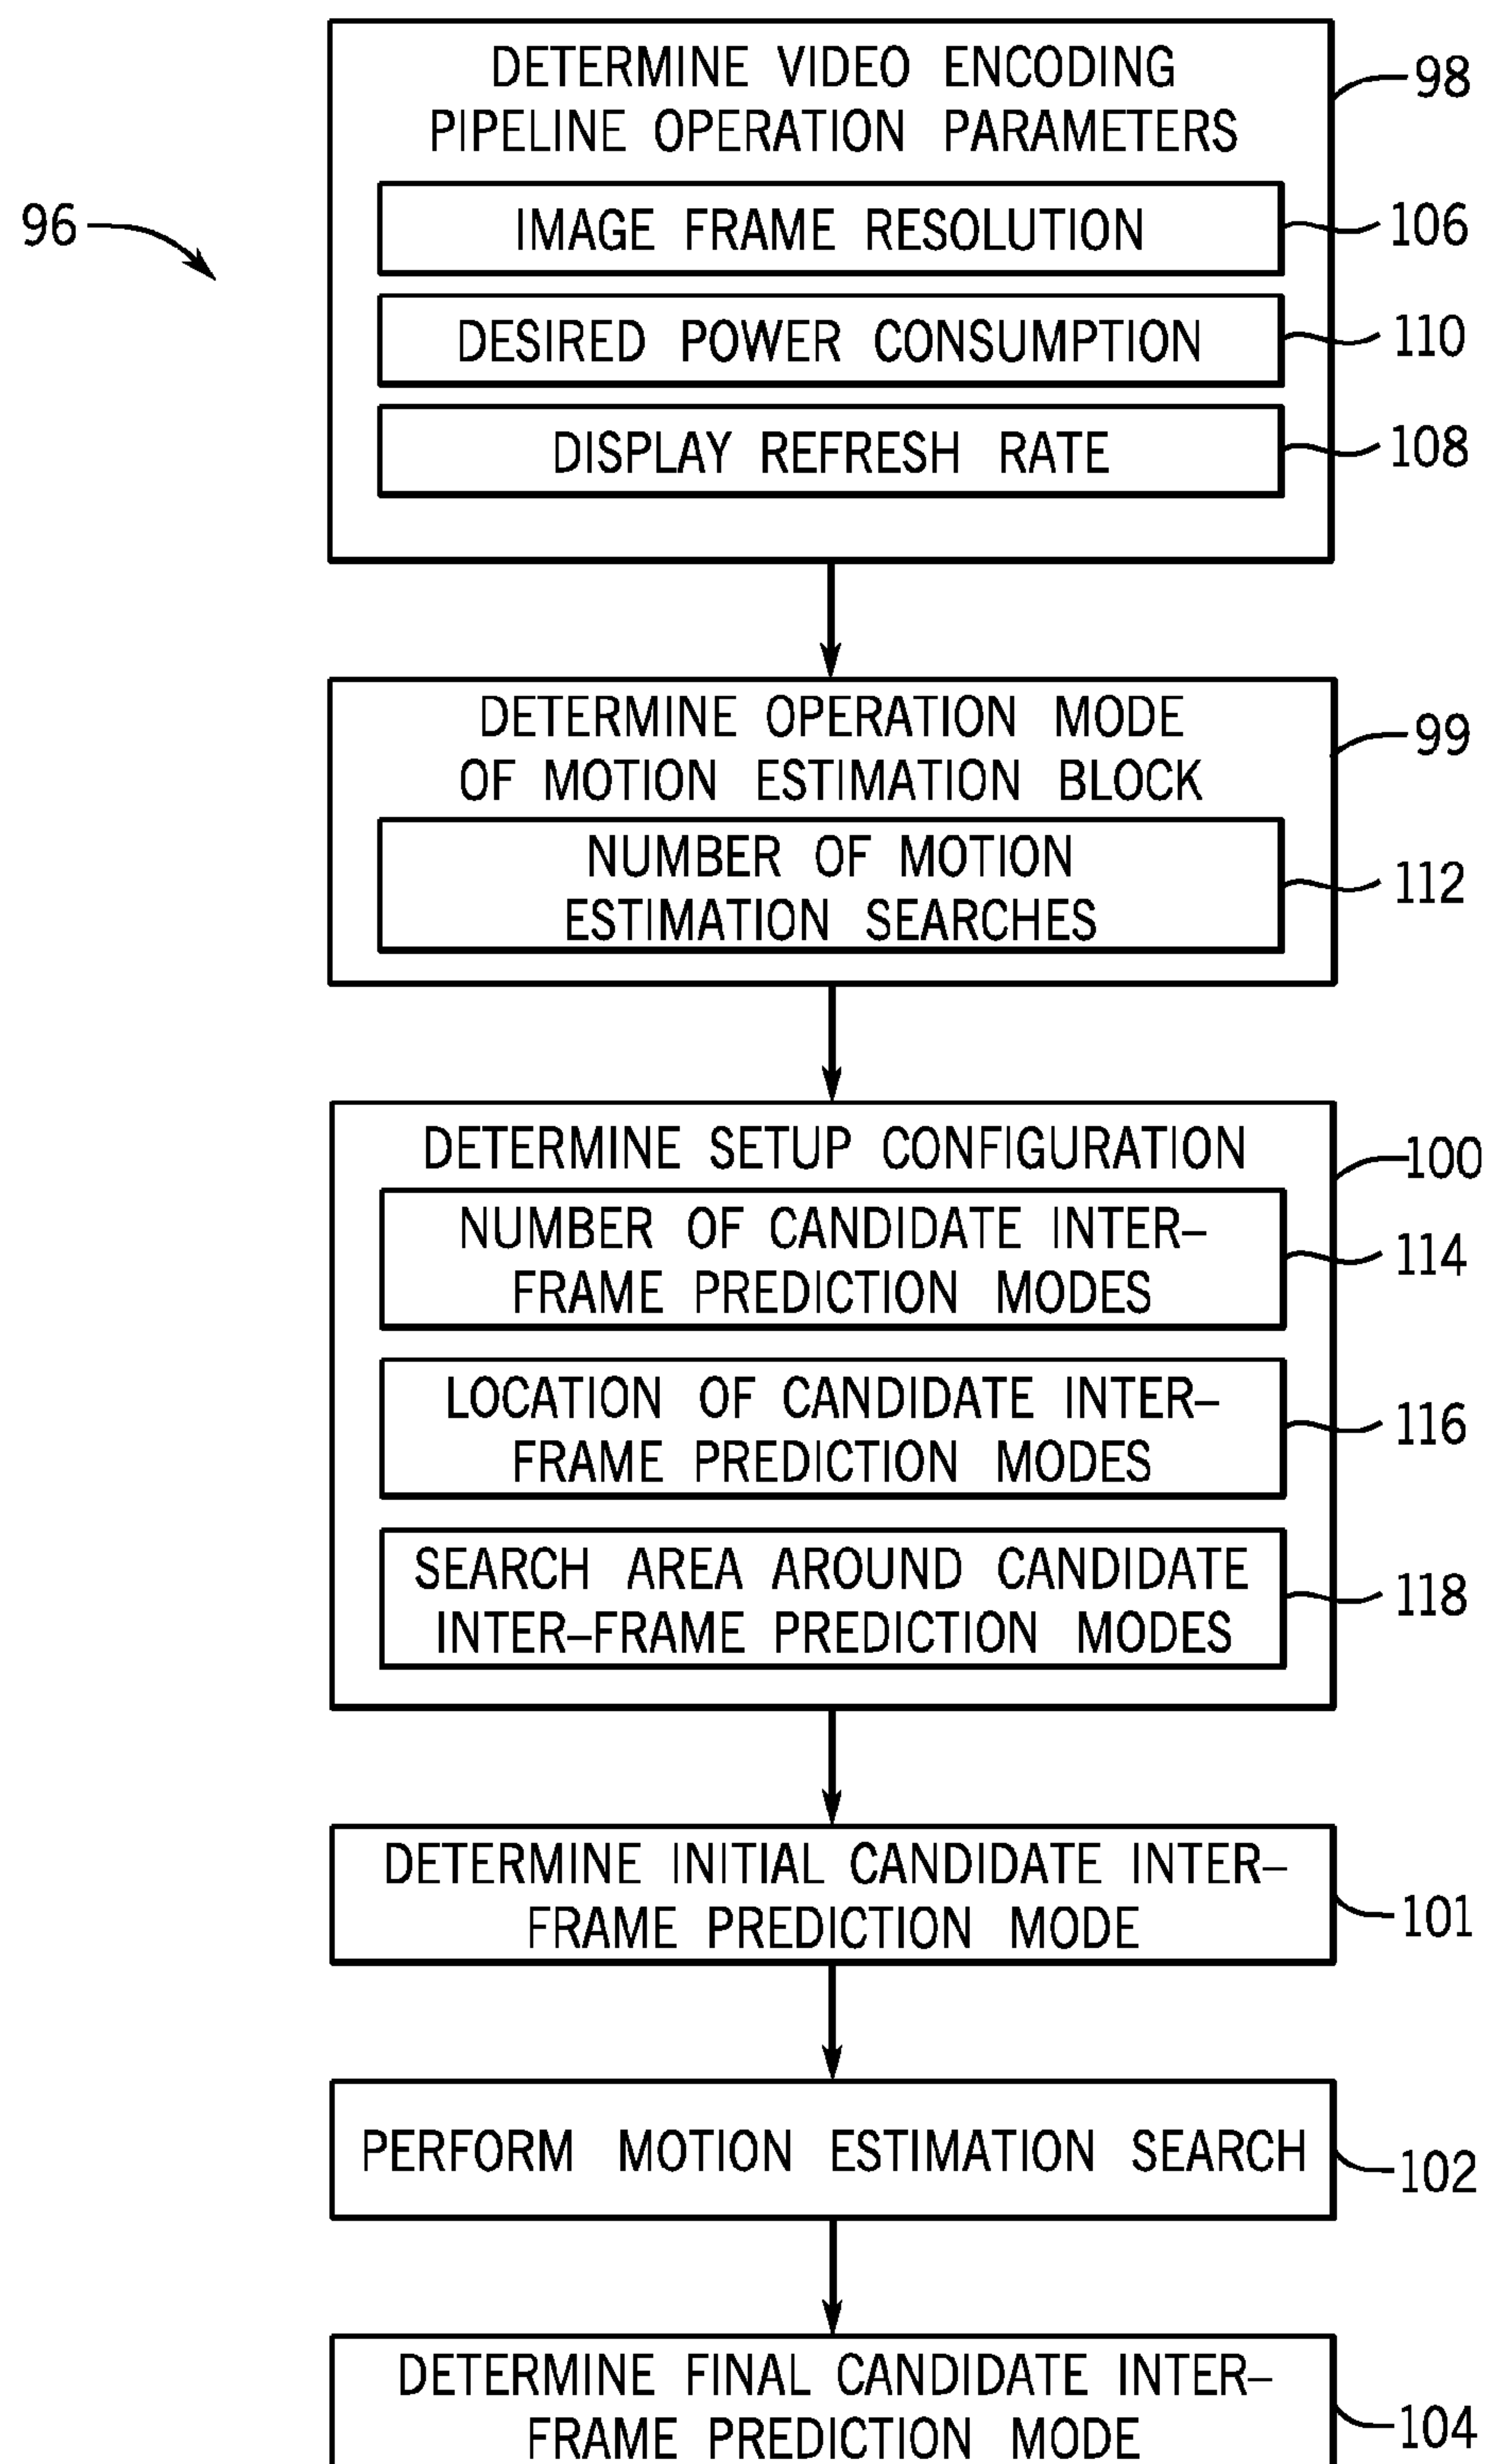 DETERMINE VIDEO ENCODING
PIPELINE OPERATION PARAMETERS
98
96
IMAGE FRAME RESOLUTION
106
DESIRED POWER CONSUMPTION
110
DISPLAY REFRESH RATE
108
DETERMINE OPERATION MODE
OF MOTION ESTIMATION BLOCK
99
NUMBER OF MOTION
ESTIMATION SEARCHES
112
DETERMINE SETUP CONFIGURATION
100
NUMBER OF CANDIDATE INTER–
FRAME PREDICTION MODES
114
LOCATION OF CANDIDATE INTER–
FRAME PREDICTION MODES
116
SEARCH AREA AROUND CANDIDATE
INTER–FRAME PREDICTION MODES
118
DETERMINE INITIAL CANDIDATE INTER–
FRAME PREDICTION MODE
101
PERFORM MOTION ESTIMATION SEARCH
102
DETERMINE FINAL CANDIDATE INTER–
FRAME PREDICTION MODE
104